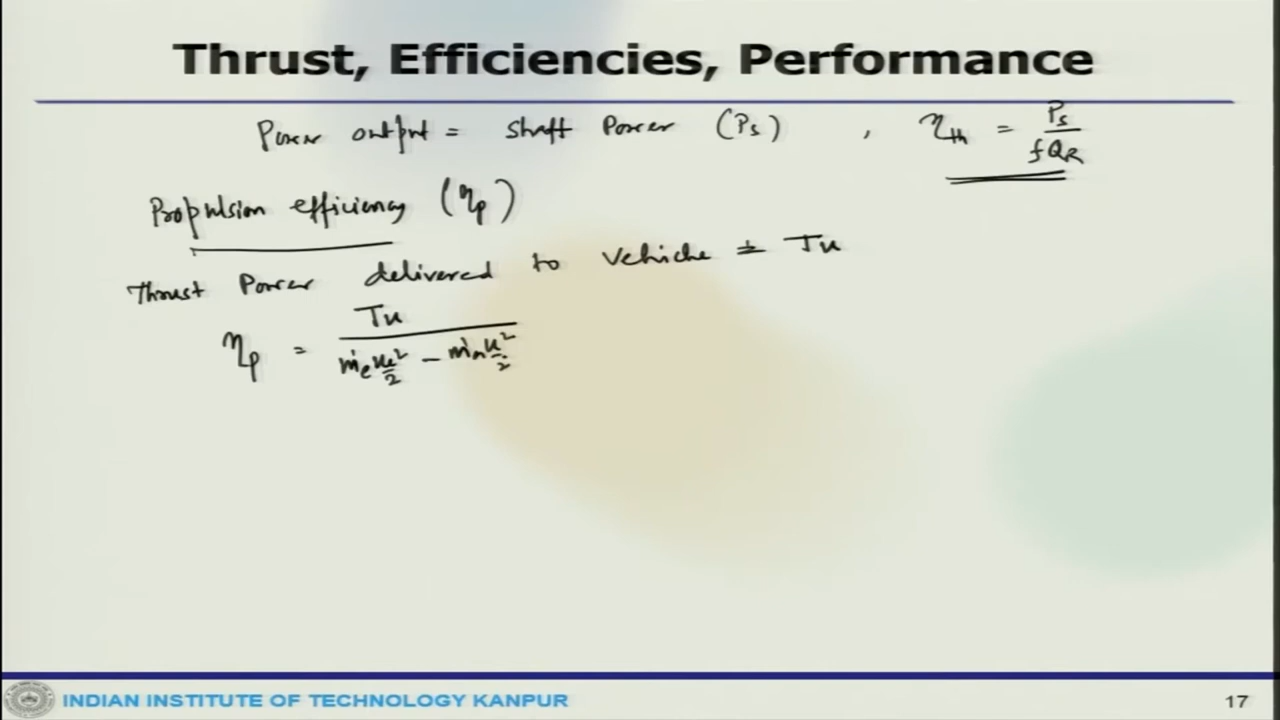 Thrust, Efficiencies, Performance
Power output = Shaft Power (Ps) , ηth = Ps / fQR
Propulsion efficiency (ηp)
Thrust Power delivered to vehicle = Tu
ηp = Tu / (ṁe ue²/2 − ṁa u²/2)
INDIAN INSTITUTE OF TECHNOLOGY KANPUR
17